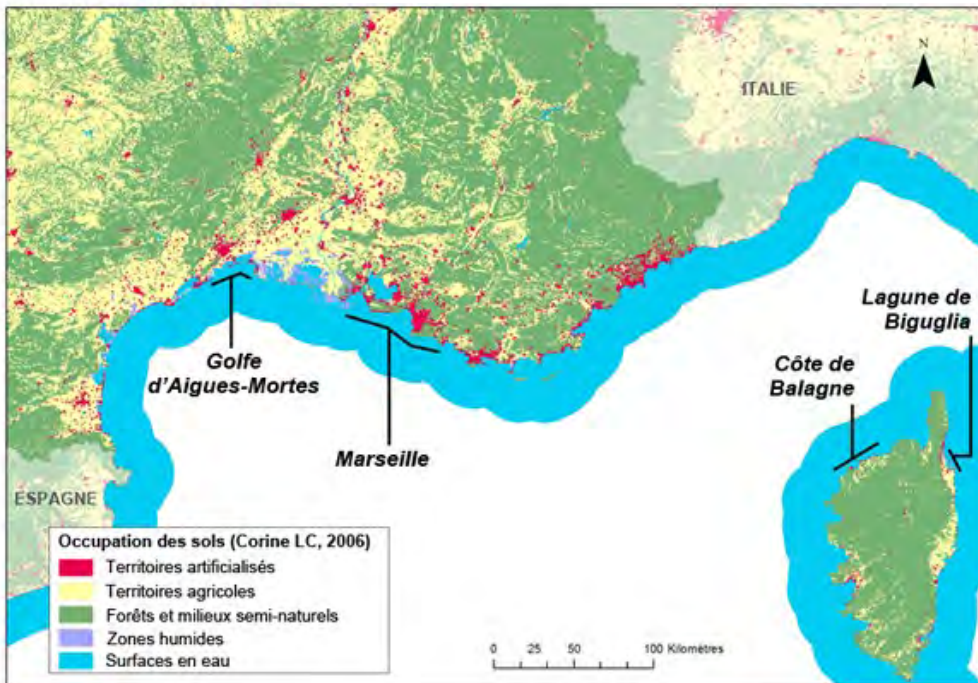 N
ITALIE
Lagune de
Biguglia
Golfe
d'Aigues-Mortes
Côte de
Balagne
Marseille
ESPAGNE
Occupation des sols (Corine LC, 2006)
Territoires artificialisés
Territoires agricoles
Forêts et milieux semi-naturels
Zones humides
Surfaces en eau
0 25 50 100 Kilomètres